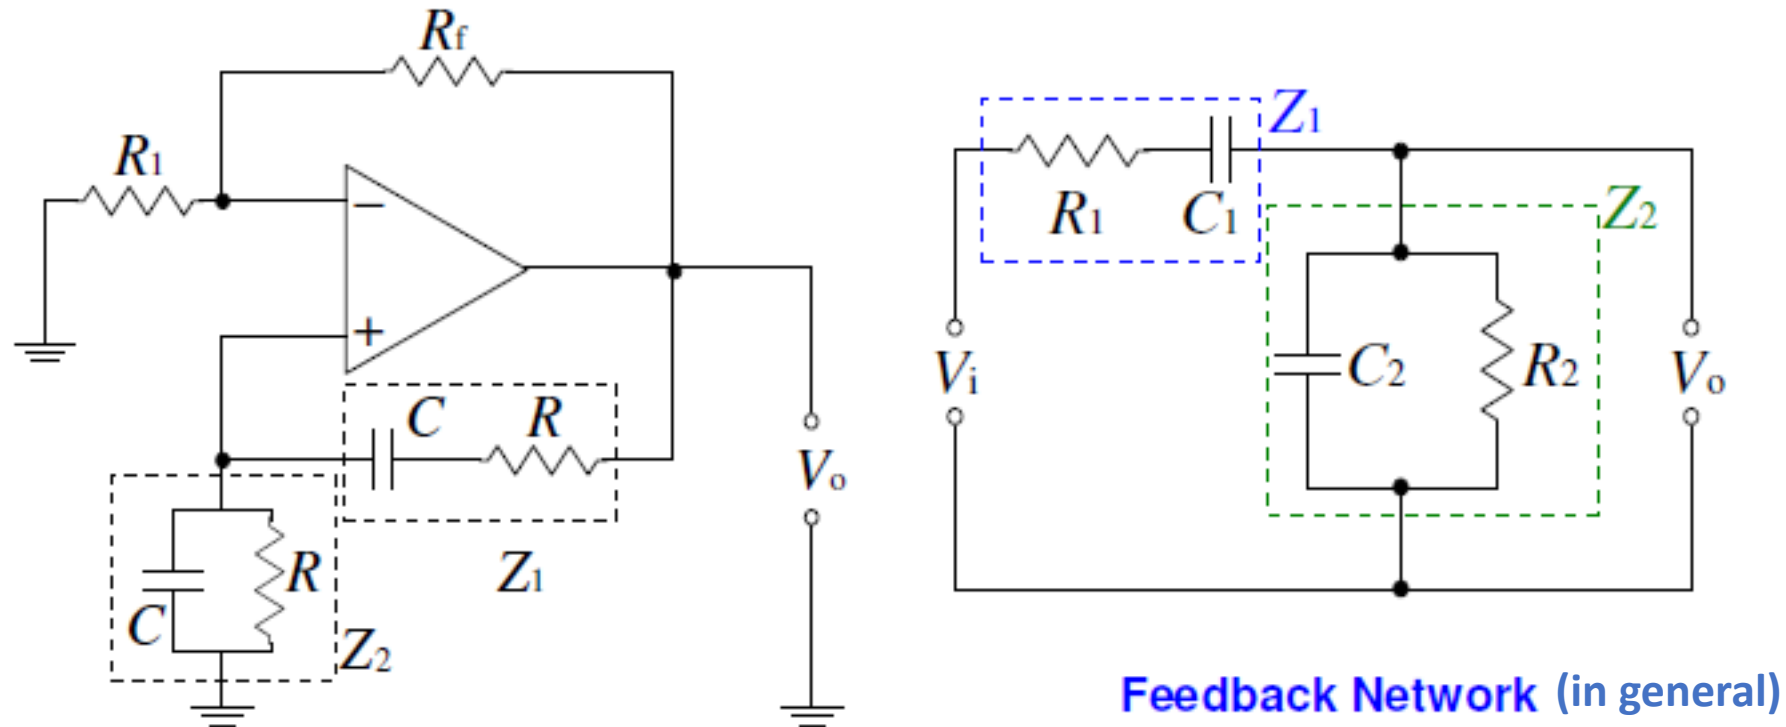 Rf
R1
−
+
C
R
Vo
C
R
Z1
Z2
Z1
R1
C1
Z2
Vi
C2
R2
Vo
Feedback Network (in general)